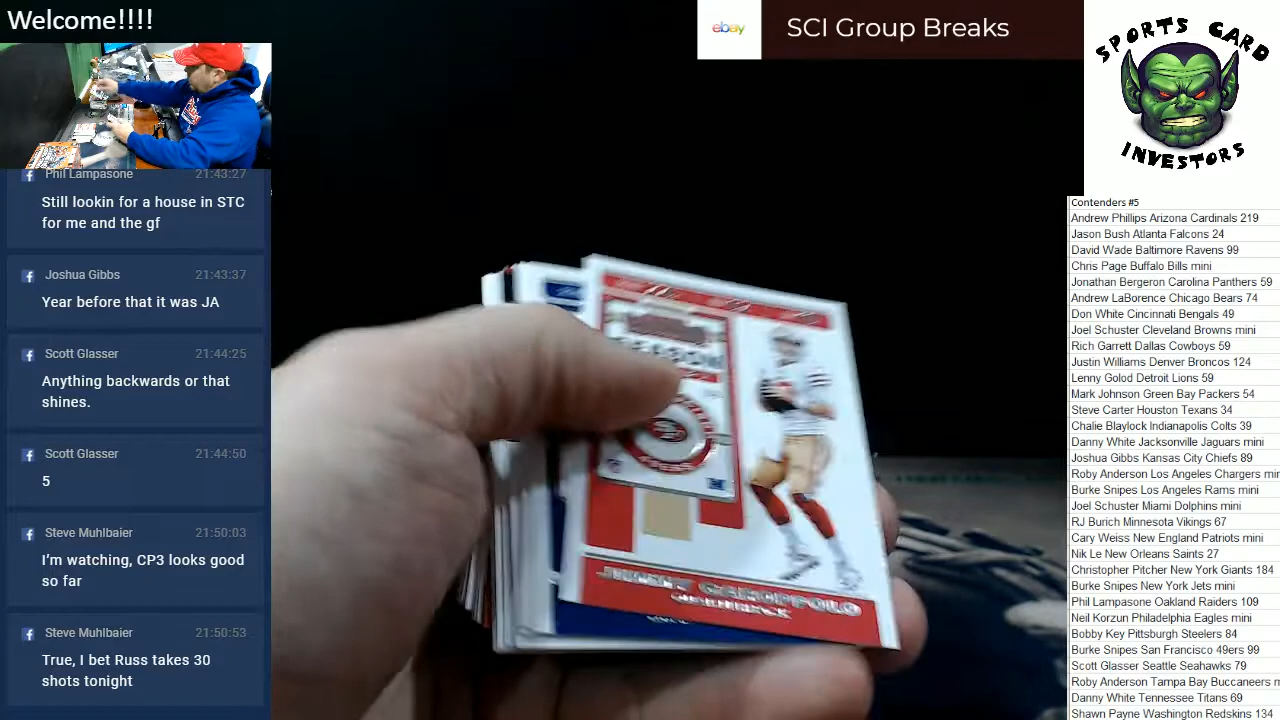 Welcome!!!!
ebay
SCI Group Breaks
SPORTS CARD
INVESTORS
Phil Lampasone 21:43:27
Still lookin for a house in STC
for me and the gf
Joshua Gibbs 21:43:37
Year before that it was JA
Scott Glasser 21:44:25
Anything backwards or that
shines.
Scott Glasser 21:44:50
5
Steve Muhlbaier 21:50:03
I'm watching, CP3 looks good
so far
Steve Muhlbaier 21:50:53
True, I bet Russ takes 30
shots tonight
JIMMY GAROPPOLO
QUARTERBACK
Contenders #5
Andrew Phillips Arizona Cardinals 219
Jason Bush Atlanta Falcons 24
David Wade Baltimore Ravens 99
Chris Page Buffalo Bills mini
Jonathan Bergeron Carolina Panthers 59
Andrew LaBorence Chicago Bears 74
Don White Cincinnati Bengals 49
Joel Schuster Cleveland Browns mini
Rich Garrett Dallas Cowboys 59
Justin Williams Denver Broncos 124
Lenny Golod Detroit Lions 59
Mark Johnson Green Bay Packers 54
Steve Carter Houston Texans 34
Chalie Blaylock Indianapolis Colts 39
Danny White Jacksonville Jaguars mini
Joshua Gibbs Kansas City Chiefs 89
Roby Anderson Los Angeles Chargers min
Burke Snipes Los Angeles Rams mini
Joel Schuster Miami Dolphins mini
RJ Burich Minnesota Vikings 67
Cary Weiss New England Patriots mini
Nik Le New Orleans Saints 27
Christopher Pitcher New York Giants 184
Burke Snipes New York Jets mini
Phil Lampasone Oakland Raiders 109
Neil Korzun Philadelphia Eagles mini
Bobby Key Pittsburgh Steelers 84
Burke Snipes San Francisco 49ers 99
Scott Glasser Seattle Seahawks 79
Roby Anderson Tampa Bay Buccaneers m
Danny White Tennessee Titans 69
Shawn Payne Washington Redskins 134